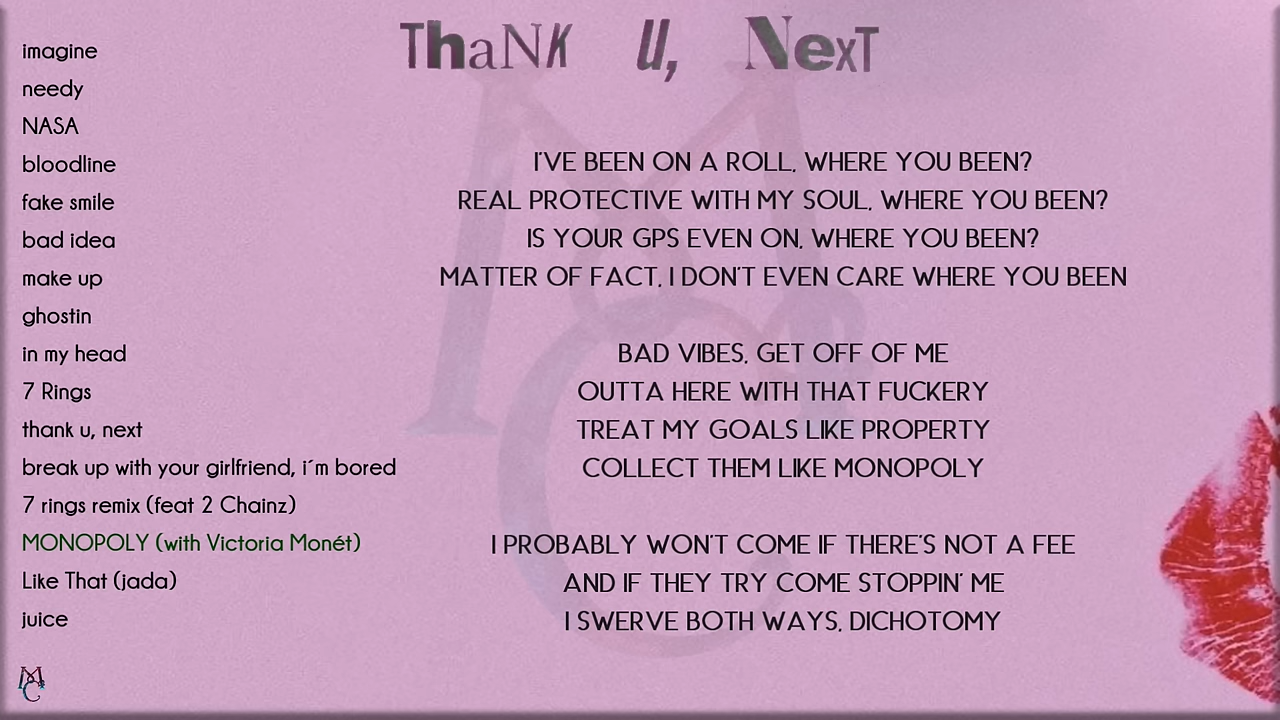 Thank u, Next
imagine
needy
NASA
bloodline
fake smile
bad idea
make up
ghostin
in my head
7 Rings
thank u, next
break up with your girlfriend, i´m bored
7 rings remix (feat 2 Chainz)
MONOPOLY (with Victoria Monét)
Like That (jada)
juice
I'VE BEEN ON A ROLL, WHERE YOU BEEN?
REAL PROTECTIVE WITH MY SOUL, WHERE YOU BEEN?
IS YOUR GPS EVEN ON, WHERE YOU BEEN?
MATTER OF FACT, I DON'T EVEN CARE WHERE YOU BEEN
BAD VIBES, GET OFF OF ME
OUTTA HERE WITH THAT FUCKERY
TREAT MY GOALS LIKE PROPERTY
COLLECT THEM LIKE MONOPOLY
I PROBABLY WON'T COME IF THERE'S NOT A FEE
AND IF THEY TRY COME STOPPIN' ME
I SWERVE BOTH WAYS, DICHOTOMY